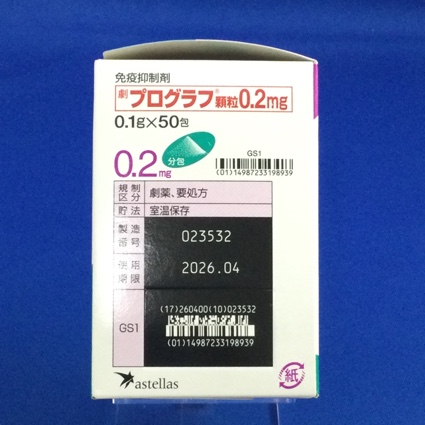 免疫抑制剤
劇 プログラフ® 顆粒0.2mg
0.1g×50包
0.2mg
分包
GS1
(01)14987233198939
規制区分 劇薬、要処方
貯法 室温保存
製造番号 023532
使用期限 2026.04
(17)260400(10)023532
GS1
(01)14987233198939
astellas
紙